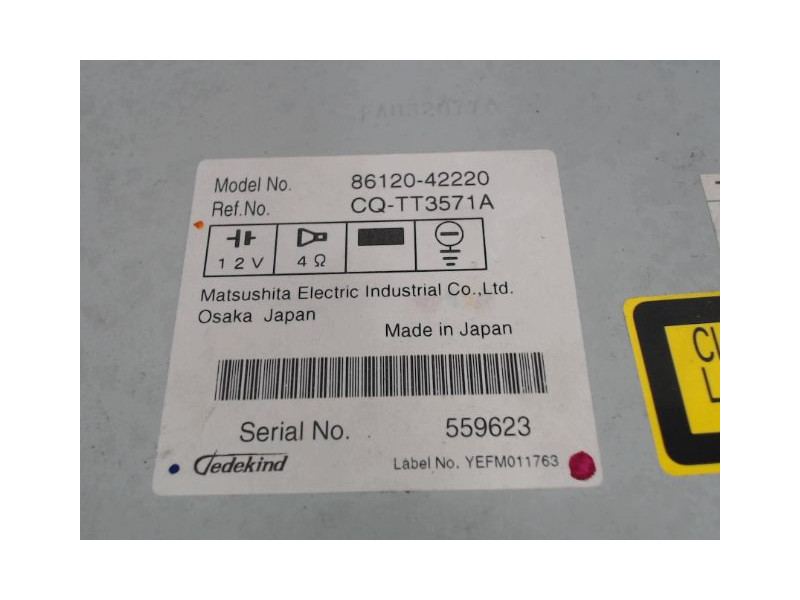 Model No. 86120-42220
Ref.No. CQ-TT3571A
12V 4Ω
Matsushita Electric Industrial Co.,Ltd.
Osaka Japan
Made in Japan
Serial No. 559623
Gedekind Label No. YEFM011763